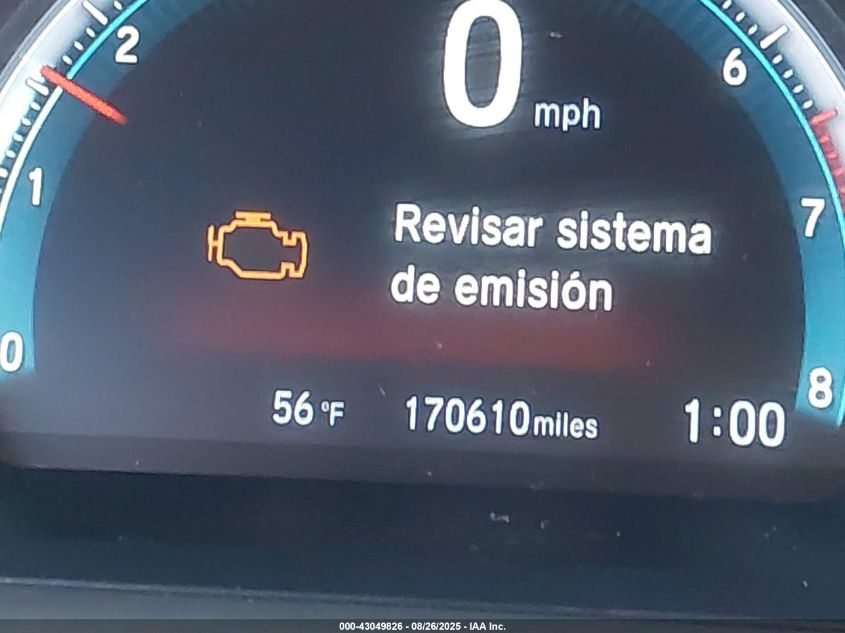 2
0 mph
6
1
7
Revisar sistema
de emisión
0
8
56 °F 170610 miles 1:00
000-43049826 - 08/26/2025 - IAA Inc.